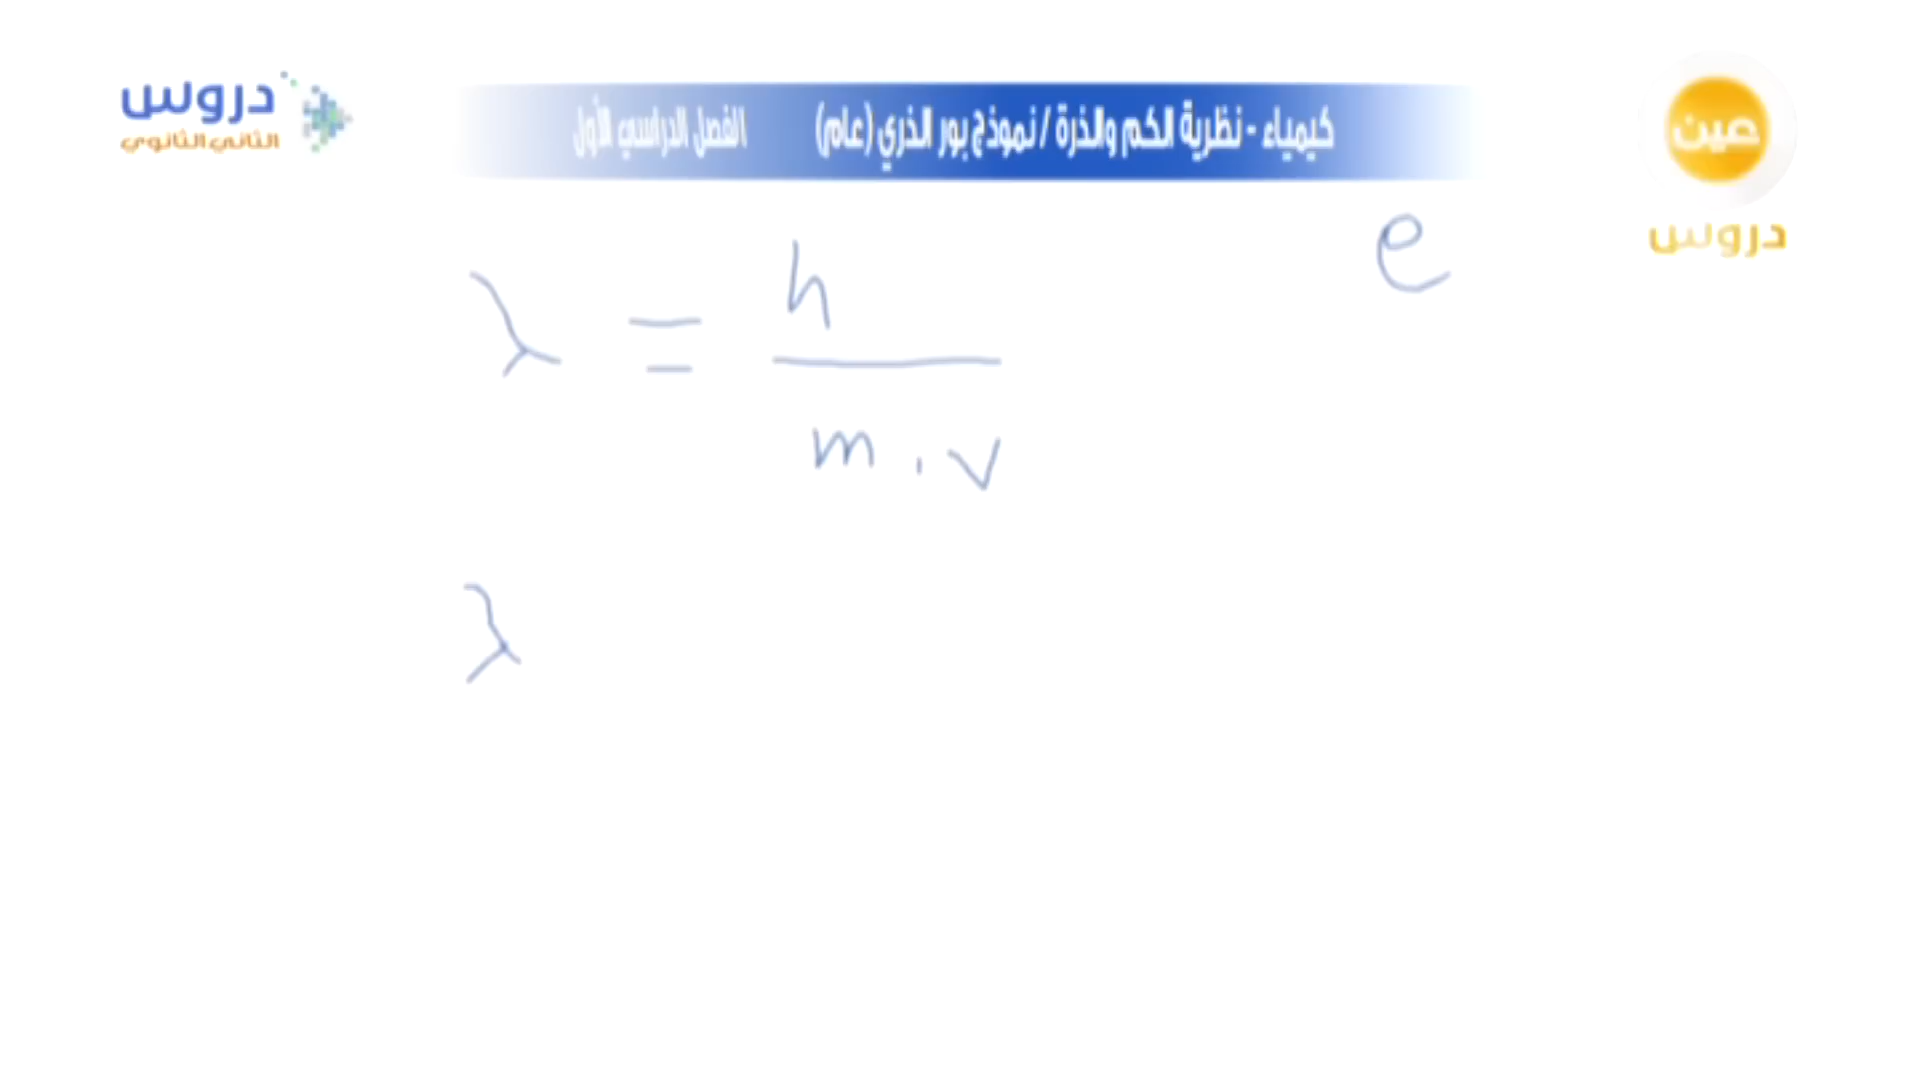 دروس
الثاني الثانوي
كيمياء - نظرية الكم والذرة / نموذج بور الذري (عام) الفصل الدراسي الأول
عين
دروس
e
λ = h
m . v
λ